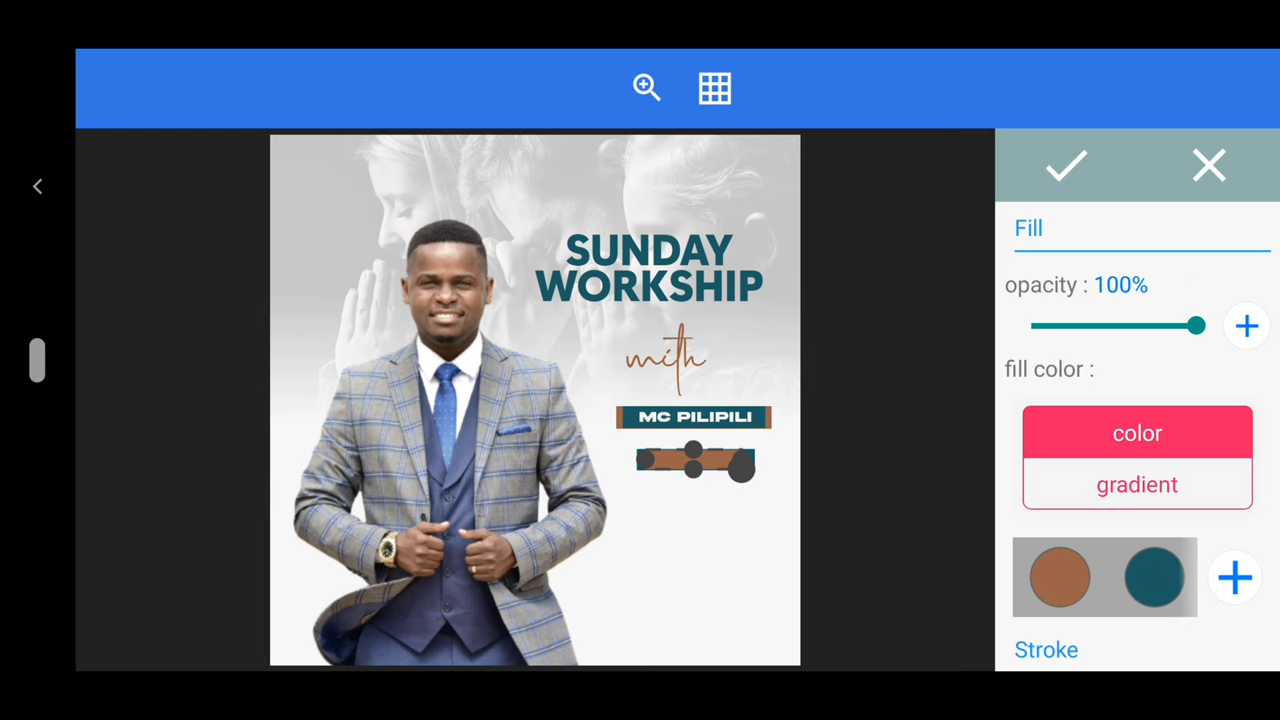 SUNDAY
WORKSHIP
with
MC PILIPILI
Fill
opacity : 100%
fill color :
color
gradient
Stroke